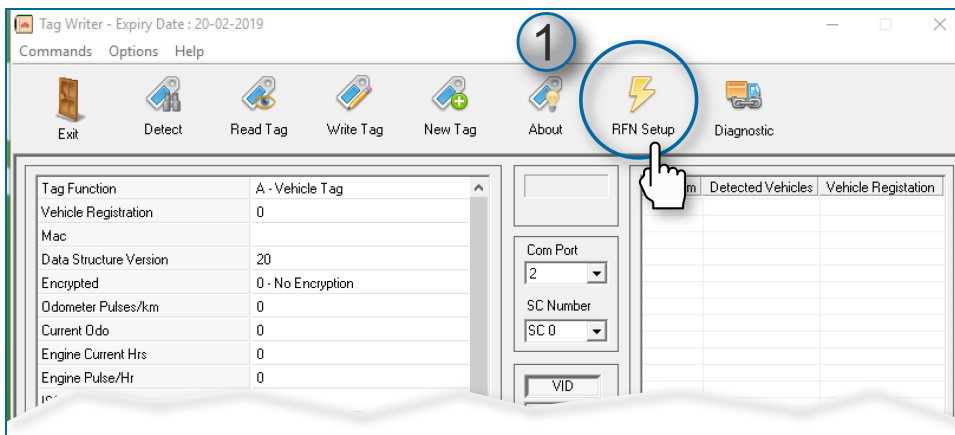 Tag Writer - Expiry Date : 20-02-2019
Commands Options Help
1
Exit Detect Read Tag Write Tag New Tag About RFN Setup Diagnostic
Tag Function A - Vehicle Tag
Vehicle Registration 0
Mac
Data Structure Version 20
Encrypted 0 - No Encryption
Odometer Pulses/km 0
Current Odo 0
Engine Current Hrs 0
Engine Pulse/Hr 0
Com Port
2
SC Number
SC 0
VID
Detected Vehicles Vehicle Registation